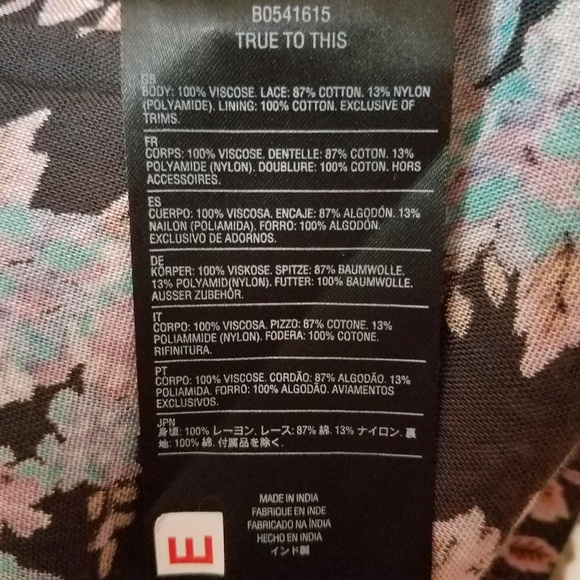 B0541615
TRUE TO THIS
GB
BODY: 100% VISCOSE. LACE: 87% COTTON. 13% NYLON
(POLYAMIDE). LINING: 100% COTTON. EXCLUSIVE OF
TRIMS.
FR
CORPS: 100% VISCOSE. DENTELLE: 87% COTON. 13%
POLYAMIDE (NYLON). DOUBLURE: 100% COTON. HORS
ACCESSOIRES.
ES
CUERPO: 100% VISCOSA. ENCAJE: 87% ALGODÓN. 13%
NAILON (POLIAMIDA). FORRO: 100% ALGODÓN.
EXCLUSIVO DE ADORNOS.
DE
KÖRPER: 100% VISKOSE. SPITZE: 87% BAUMWOLLE.
13% POLYAMID(NYLON). FUTTER: 100% BAUMWOLLE.
AUSSER ZUBEHÖR.
IT
CORPO: 100% VISCOSA. PIZZO: 87% COTONE. 13%
POLIAMMIDE (NYLON). FODERA: 100% COTONE.
RIFINITURA.
PT
CORPO: 100% VISCOSE. CORDÃO: 87% ALGODÃO. 13%
POLIAMIDA. FORRO: 100% ALGODÃO. AVIAMENTOS
EXCLUSIVOS.
JPN
身頃: 100% レーヨン. レース: 87% 綿. 13% ナイロン. 裏
地: 100% 綿. 付属品を除く.
MADE IN INDIA
FABRIQUE EN INDE
FABRICADO NA ÍNDIA
HECHO EN INDIA
インド製
E